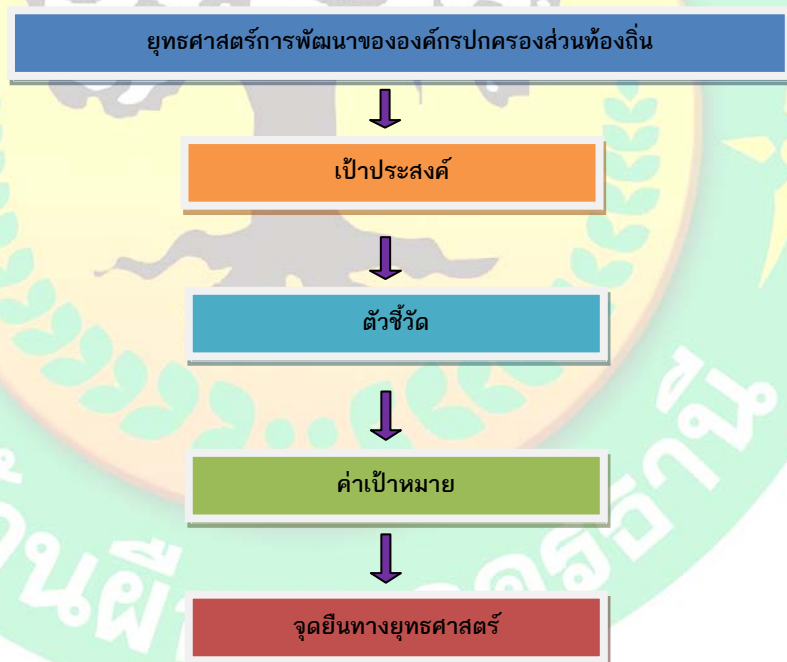 ยุทธศาสตร์การพัฒนาขององค์กรปกครองส่วนท้องถิ่น
เป้าประสงค์
ตัวชี้วัด
ค่าเป้าหมาย
จุดยืนทางยุทธศาสตร์